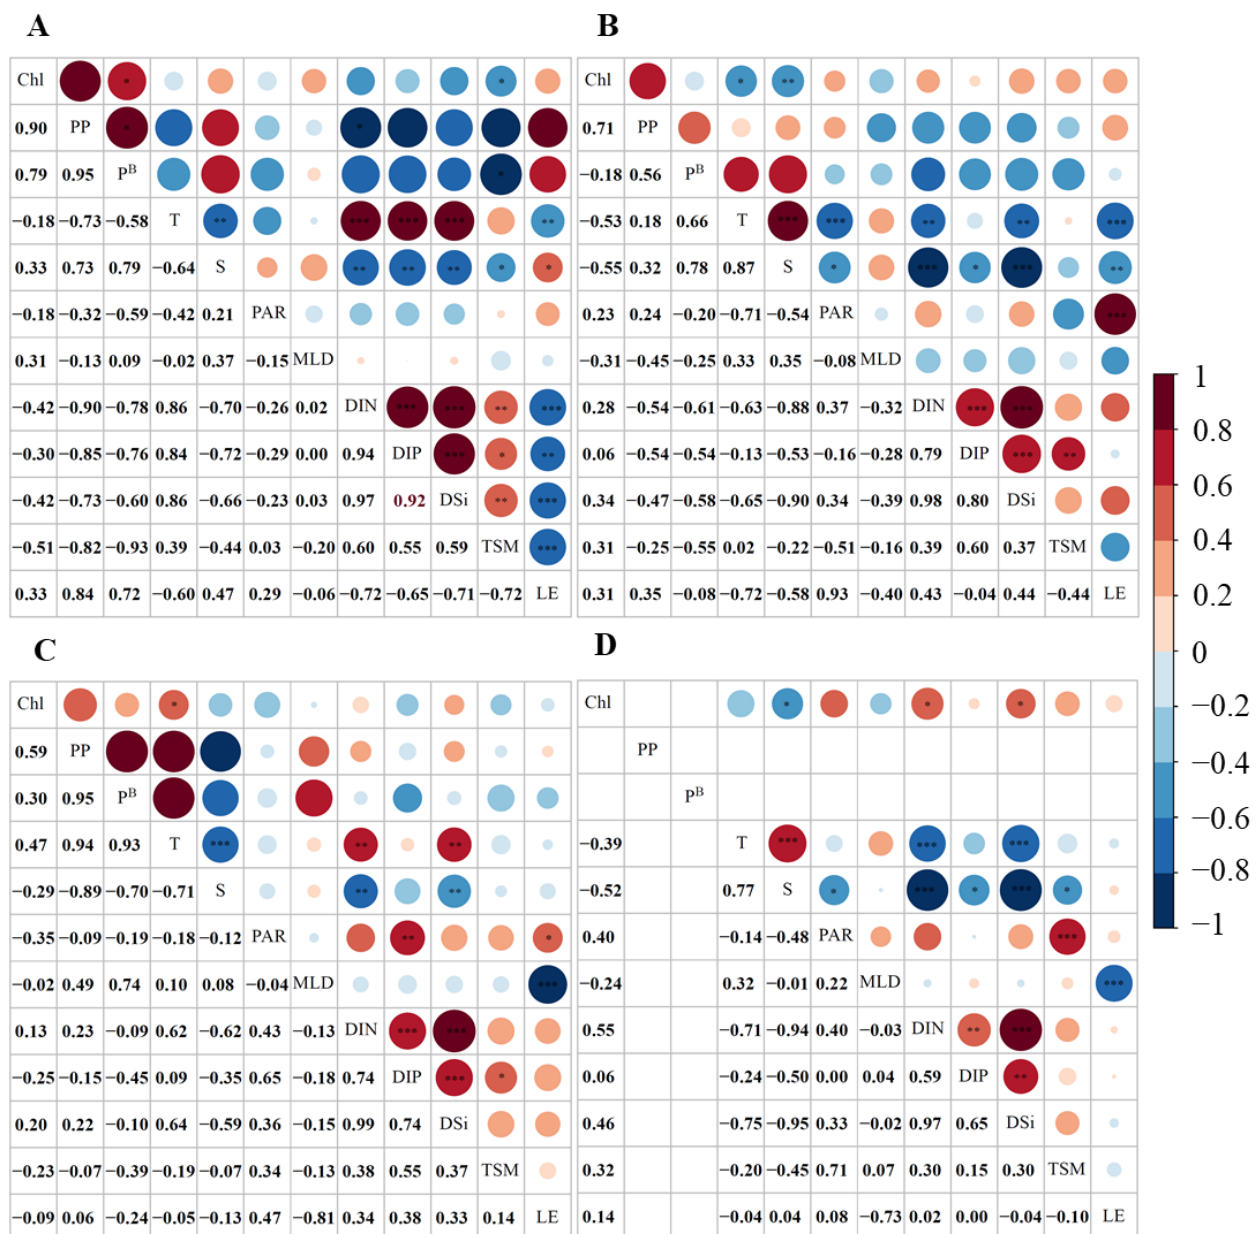 A
B
Chl * *
0.90 PP * *
0.79 0.95 PB *
−0.18 −0.73 −0.58 T ** *** *** *** **
0.33 0.73 0.79 −0.64 S ** ** ** * *
−0.18 −0.32 −0.59 −0.42 0.21 PAR
0.31 −0.13 0.09 −0.02 0.37 −0.15 MLD
−0.42 −0.90 −0.78 0.86 −0.70 −0.26 0.02 DIN *** *** ** ***
−0.30 −0.85 −0.76 0.84 −0.72 −0.29 0.00 0.94 DIP *** * **
−0.42 −0.73 −0.60 0.86 −0.66 −0.23 0.03 0.97 0.92 DSi ** ***
−0.51 −0.82 −0.93 0.39 −0.44 0.03 −0.20 0.60 0.55 0.59 TSM ***
0.33 0.84 0.72 −0.60 0.47 0.29 −0.06 −0.72 −0.65 −0.71 −0.72 LE
Chl * **
0.71 PP
−0.18 0.56 PB
−0.53 0.18 0.66 T *** *** ** ** ***
−0.55 0.32 0.78 0.87 S * *** * *** **
0.23 0.24 −0.20 −0.71 −0.54 PAR ***
−0.31 −0.45 −0.25 0.33 0.35 −0.08 MLD
0.28 −0.54 −0.61 −0.63 −0.88 0.37 −0.32 DIN *** ***
0.06 −0.54 −0.54 −0.13 −0.53 −0.16 −0.28 0.79 DIP *** **
0.34 −0.47 −0.58 −0.65 −0.90 0.34 −0.39 0.98 0.80 DSi
0.31 −0.25 −0.55 0.02 −0.22 −0.51 −0.16 0.39 0.60 0.37 TSM
0.31 0.35 −0.08 −0.72 −0.58 0.93 −0.40 0.43 −0.04 0.44 −0.44 LE
C
D
Chl *
0.59 PP
0.30 0.95 PB
0.47 0.94 0.93 T *** ** **
−0.29 −0.89 −0.70 −0.71 S ** **
−0.35 −0.09 −0.19 −0.18 −0.12 PAR ** *
−0.02 0.49 0.74 0.10 0.08 −0.04 MLD ***
0.13 0.23 −0.09 0.62 −0.62 0.43 −0.13 DIN *** ***
−0.25 −0.15 −0.45 0.09 −0.35 0.65 −0.18 0.74 DIP *** *
0.20 0.22 −0.10 0.64 −0.59 0.36 −0.15 0.99 0.74 DSi
−0.23 −0.07 −0.39 −0.19 −0.07 0.34 −0.13 0.38 0.55 0.37 TSM
−0.09 0.06 −0.24 −0.05 −0.13 0.47 −0.81 0.34 0.38 0.33 0.14 LE
Chl * * *
PP
PB
−0.39 T *** *** ***
−0.52 0.77 S * *** * *** *
0.40 −0.14 −0.48 PAR ***
−0.24 0.32 −0.01 0.22 MLD ***
0.55 −0.71 −0.94 0.40 −0.03 DIN ** ***
0.06 −0.24 −0.50 0.00 0.04 0.59 DIP **
0.46 −0.75 −0.95 0.33 −0.02 0.97 0.65 DSi
0.32 −0.20 −0.45 0.71 0.07 0.30 0.15 0.30 TSM
0.14 −0.04 0.04 0.08 −0.73 0.02 0.00 −0.04 −0.10 LE
1
0.8
0.6
0.4
0.2
0
−0.2
−0.4
−0.6
−0.8
−1